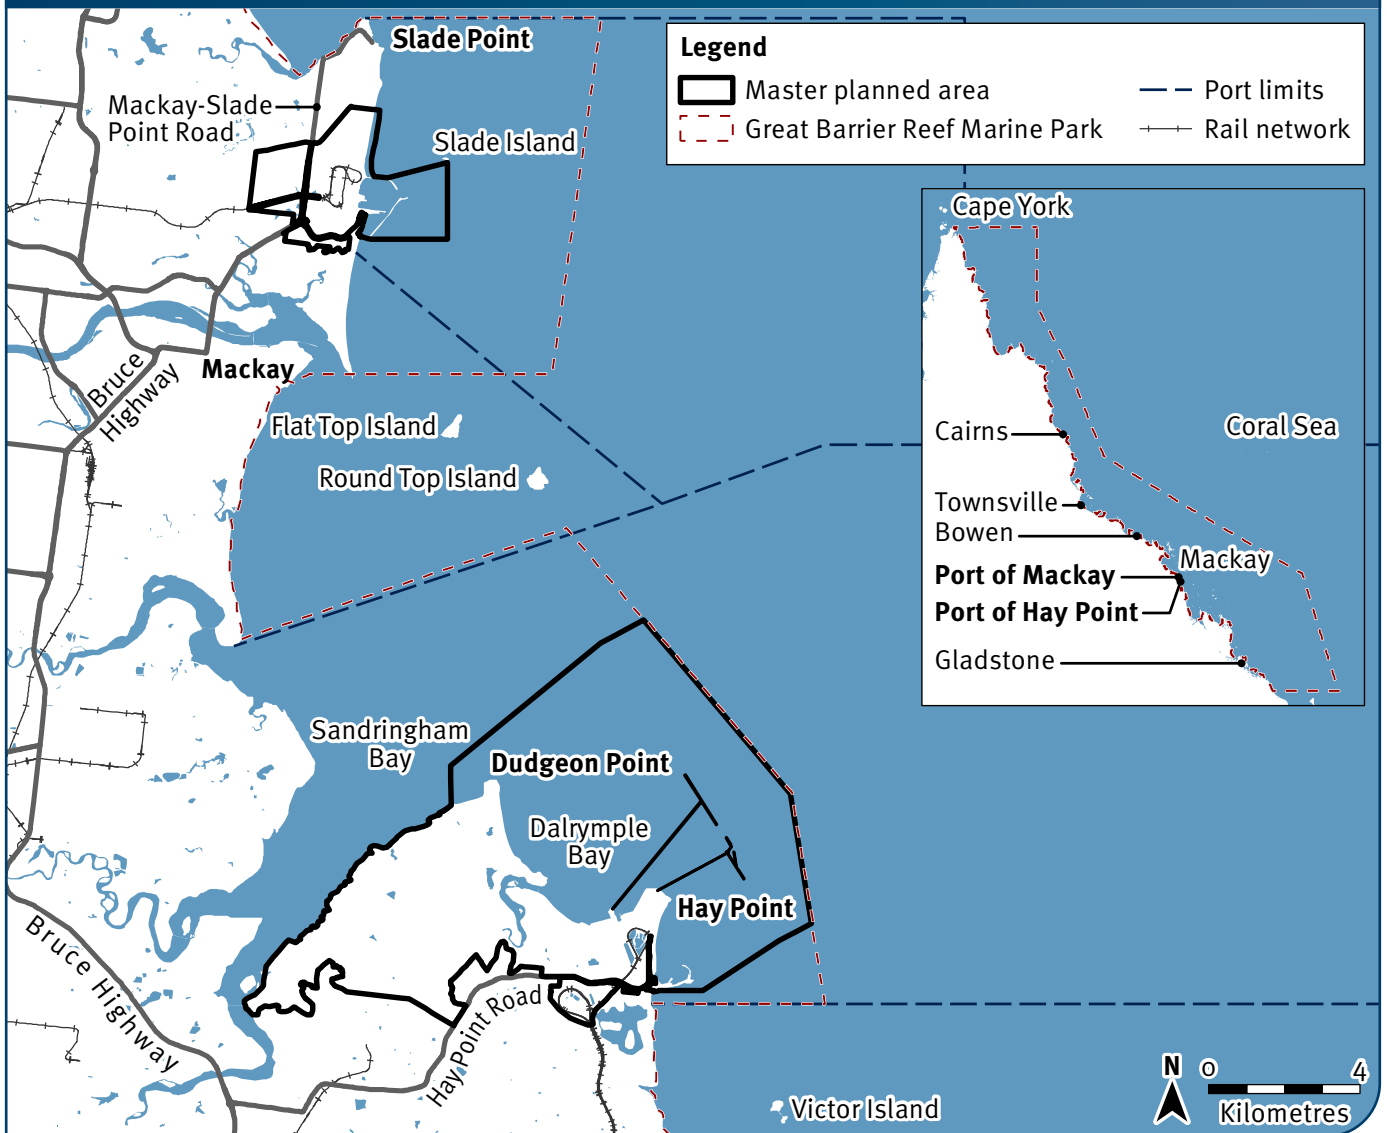 Slade Point
Legend
Master planned area
Port limits
Great Barrier Reef Marine Park
Rail network
Mackay-Slade
Point Road
Slade Island
Cape York
Mackay
Bruce
Highway
Flat Top Island
Round Top Island
Coral Sea
Cairns
Townsville
Bowen
Mackay
Port of Mackay
Port of Hay Point
Gladstone
Sandringham
Bay
Dudgeon Point
Dalrymple
Bay
Hay Point
Bruce Highway
Hay Point Road
Victor Island
N
0 4
Kilometres